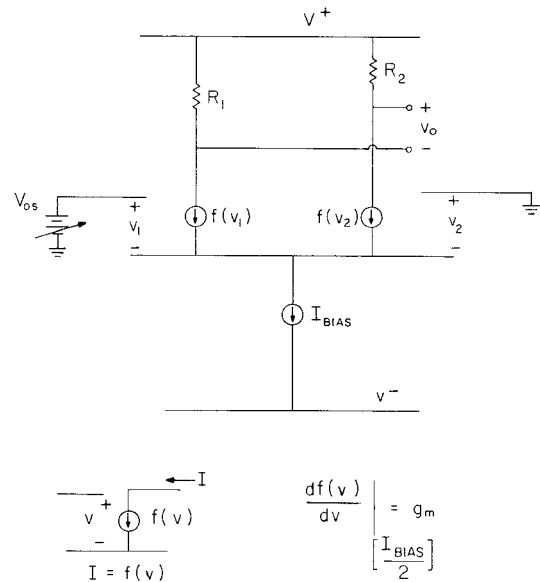 V+
R1
R2
+
vo
−
Vos
+
v1
−
f(v1)
f(v2)
+
v2
−
IBIAS
v−
I
+
v
−
f(v)
I = f(v)
df(v)
dv
= gm
[IBIAS
2]